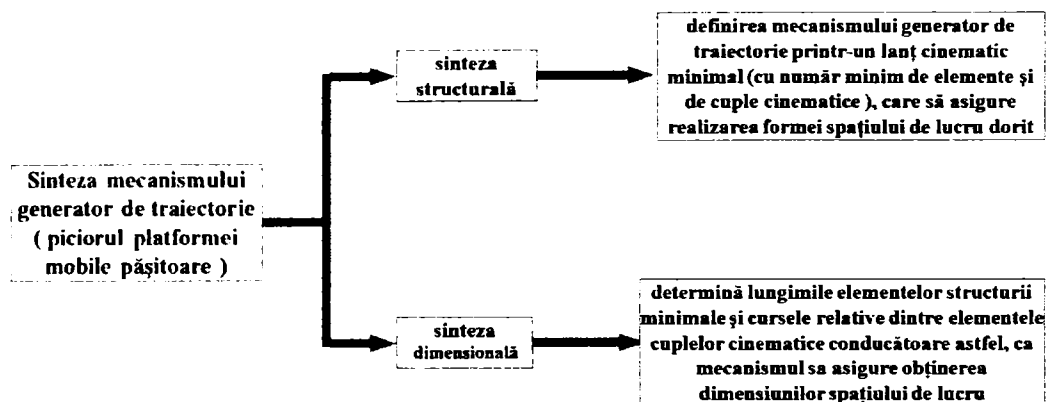 Sinteza mecanismului
generator de traiectorie
( piciorul platformei
mobile pășitoare )
sinteza
structurală
definirea mecanismului generator de
traiectorie printr-un lanț cinematic
minimal (cu număr minim de elemente și
de cuple cinematice ), care să asigure
realizarea formei spațiului de lucru dorit
sinteza
dimensională
determină lungimile elementelor structurii
minimale și cursele relative dintre elementele
cuplelor cinematice conducătoare astfel, ca
mecanismul sa asigure obținerea
dimensiunilor spațiului de lucru